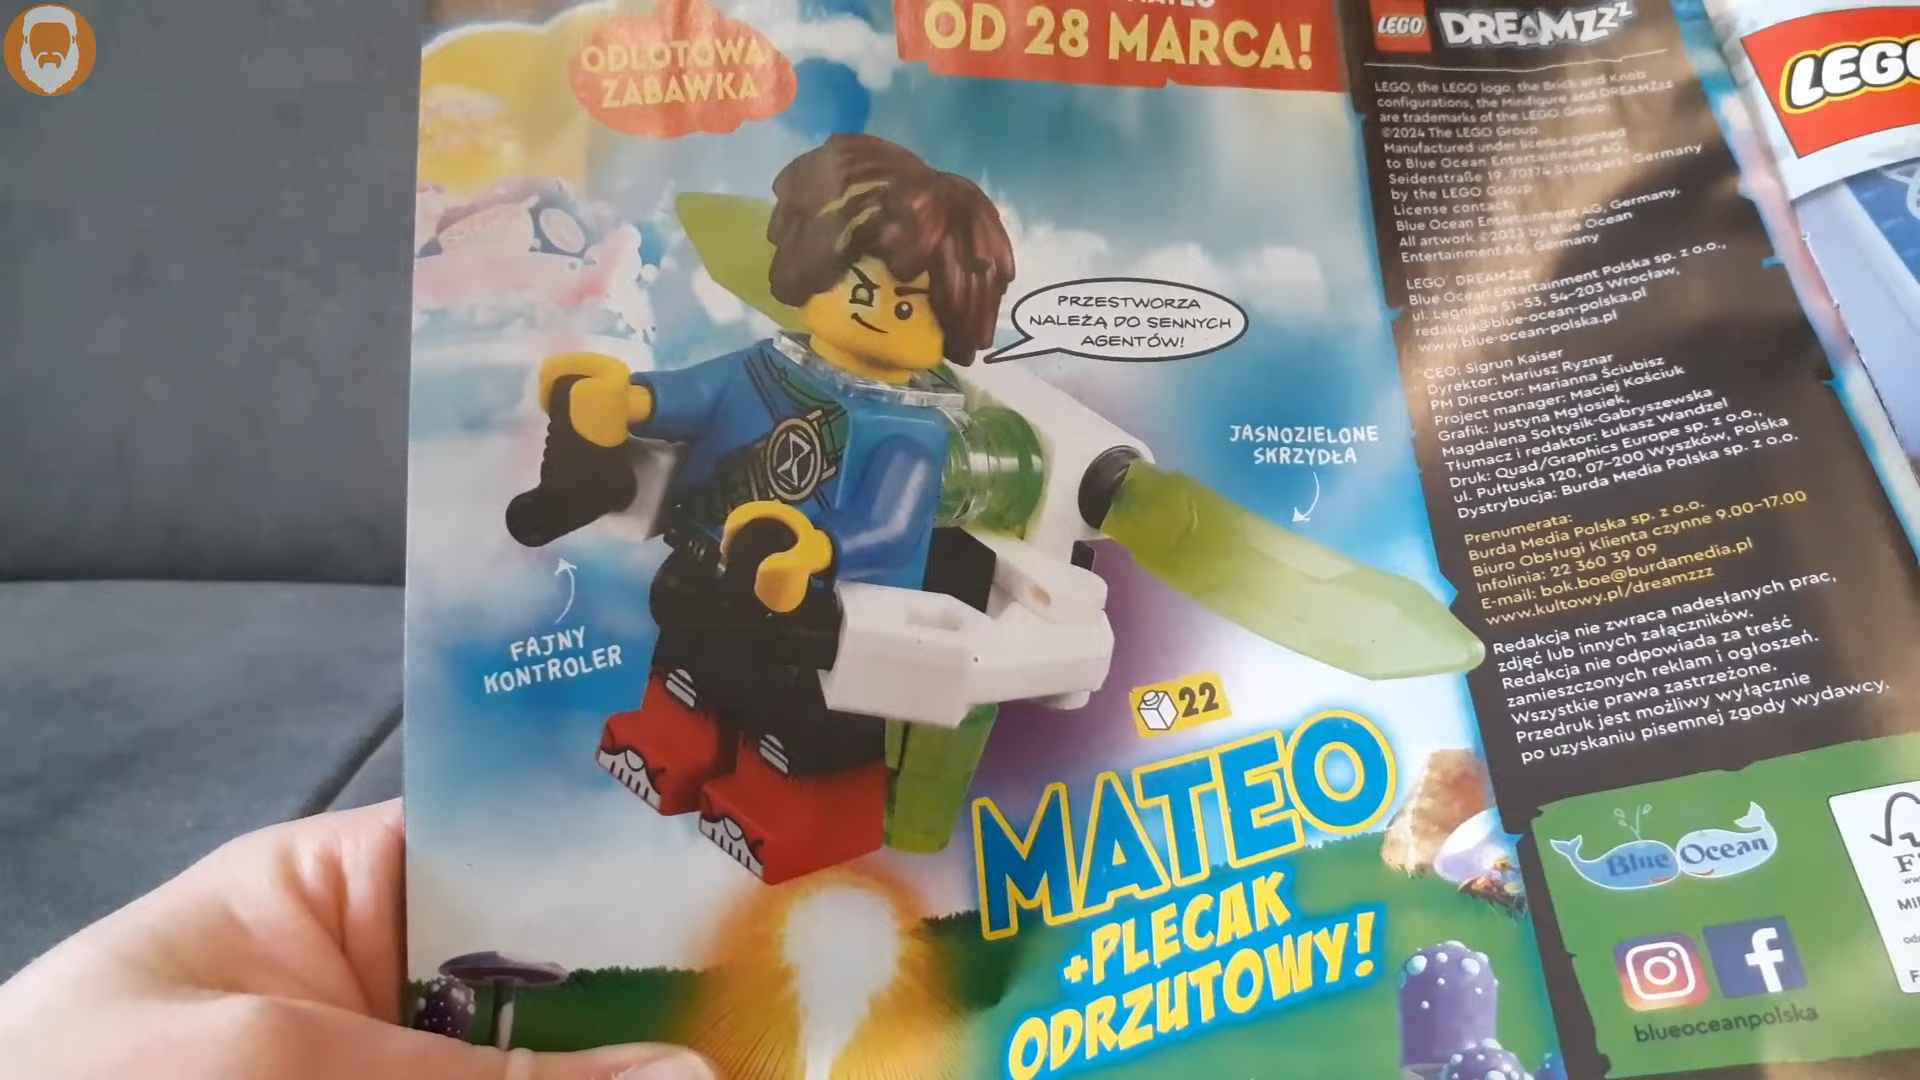 ODLOTOWA
ZABAWKA
OD 28 MARCA!
PRZESTWORZA
NALEŻĄ DO SENNYCH
AGENTÓW!
JASNOZIELONE
SKRZYDŁA
FAJNY
KONTROLER
22
MATEO
+PLECAK
ODRZUTOWY!
LEGO DREAMZzz
LEGO, the LEGO logo, the Brick and Knob
configurations, the Minifigure and DREAMZzz
are trademarks of the LEGO Group.
©2024 The LEGO Group.
Manufactured under license granted
to Blue Ocean Entertainment AG,
Seidenstraße 19, 70174 Stuttgart, Germany
by the LEGO Group.
License contact:
Blue Ocean Entertainment AG, Germany.
All artwork ©2023 by Blue Ocean
Entertainment AG, Germany
LEGO® DREAMZzz
Blue Ocean Entertainment Polska sp. z o.o.,
ul. Legnicka 51-53, 54-203 Wrocław,
redakcja@blue-ocean-polska.pl
www.blue-ocean-polska.pl
CEO: Sigrun Kaiser
Dyrektor: Mariusz Ryznar
PM Director: Marianna Ściubisz
Project manager: Maciej Kościuk
Grafik: Justyna Mgłosiek,
Magdalena Sołtysik-Gabryszewska
Tłumacz i redaktor: Łukasz Wandzel
Druk: Quad/Graphics Europe sp. z o.o.,
ul. Pułtuska 120, 07-200 Wyszków, Polska
Dystrybucja: Burda Media Polska sp. z o.o.
Prenumerata:
Burda Media Polska sp. z o.o.
Biuro Obsługi Klienta czynne 9.00-17.00
Infolinia: 22 360 39 09
E-mail: bok.boe@burdamedia.pl
www.kultowy.pl/dreamzzz
Redakcja nie zwraca nadesłanych prac,
zdjęć lub innych załączników.
Redakcja nie odpowiada za treść
zamieszczonych reklam i ogłoszeń.
Wszystkie prawa zastrzeżone.
Przedruk jest możliwy wyłącznie
po uzyskaniu pisemnej zgody wydawcy.
Blue Ocean
blueoceanpolska
LEGO